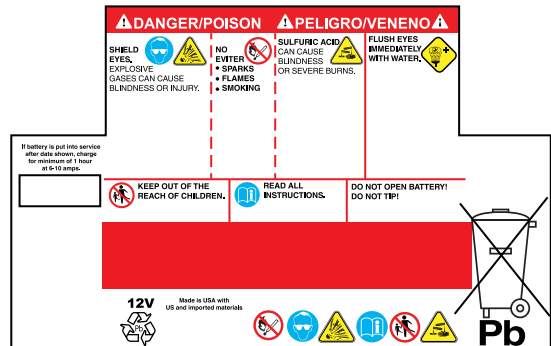 DANGER/POISON
PELIGRO/VENENO
SHIELD
EYES.
EXPLOSIVE
GASES CAN CAUSE
BLINDNESS OR INJURY.
NO
EVITER
• SPARKS
• FLAMES
• SMOKING
SULFURIC ACID
CAN CAUSE
BLINDNESS
OR SEVERE BURNS.
FLUSH EYES
IMMEDIATELY
WITH WATER.
If battery is put into service
after date shown, charge
for minimum of 1 hour
at 6-10 amps.
KEEP OUT OF THE
REACH OF CHILDREN.
READ ALL
INSTRUCTIONS.
DO NOT OPEN BATTERY!
DO NOT TIP!
12V
Pb
Made is USA with
US and imported materials
Pb